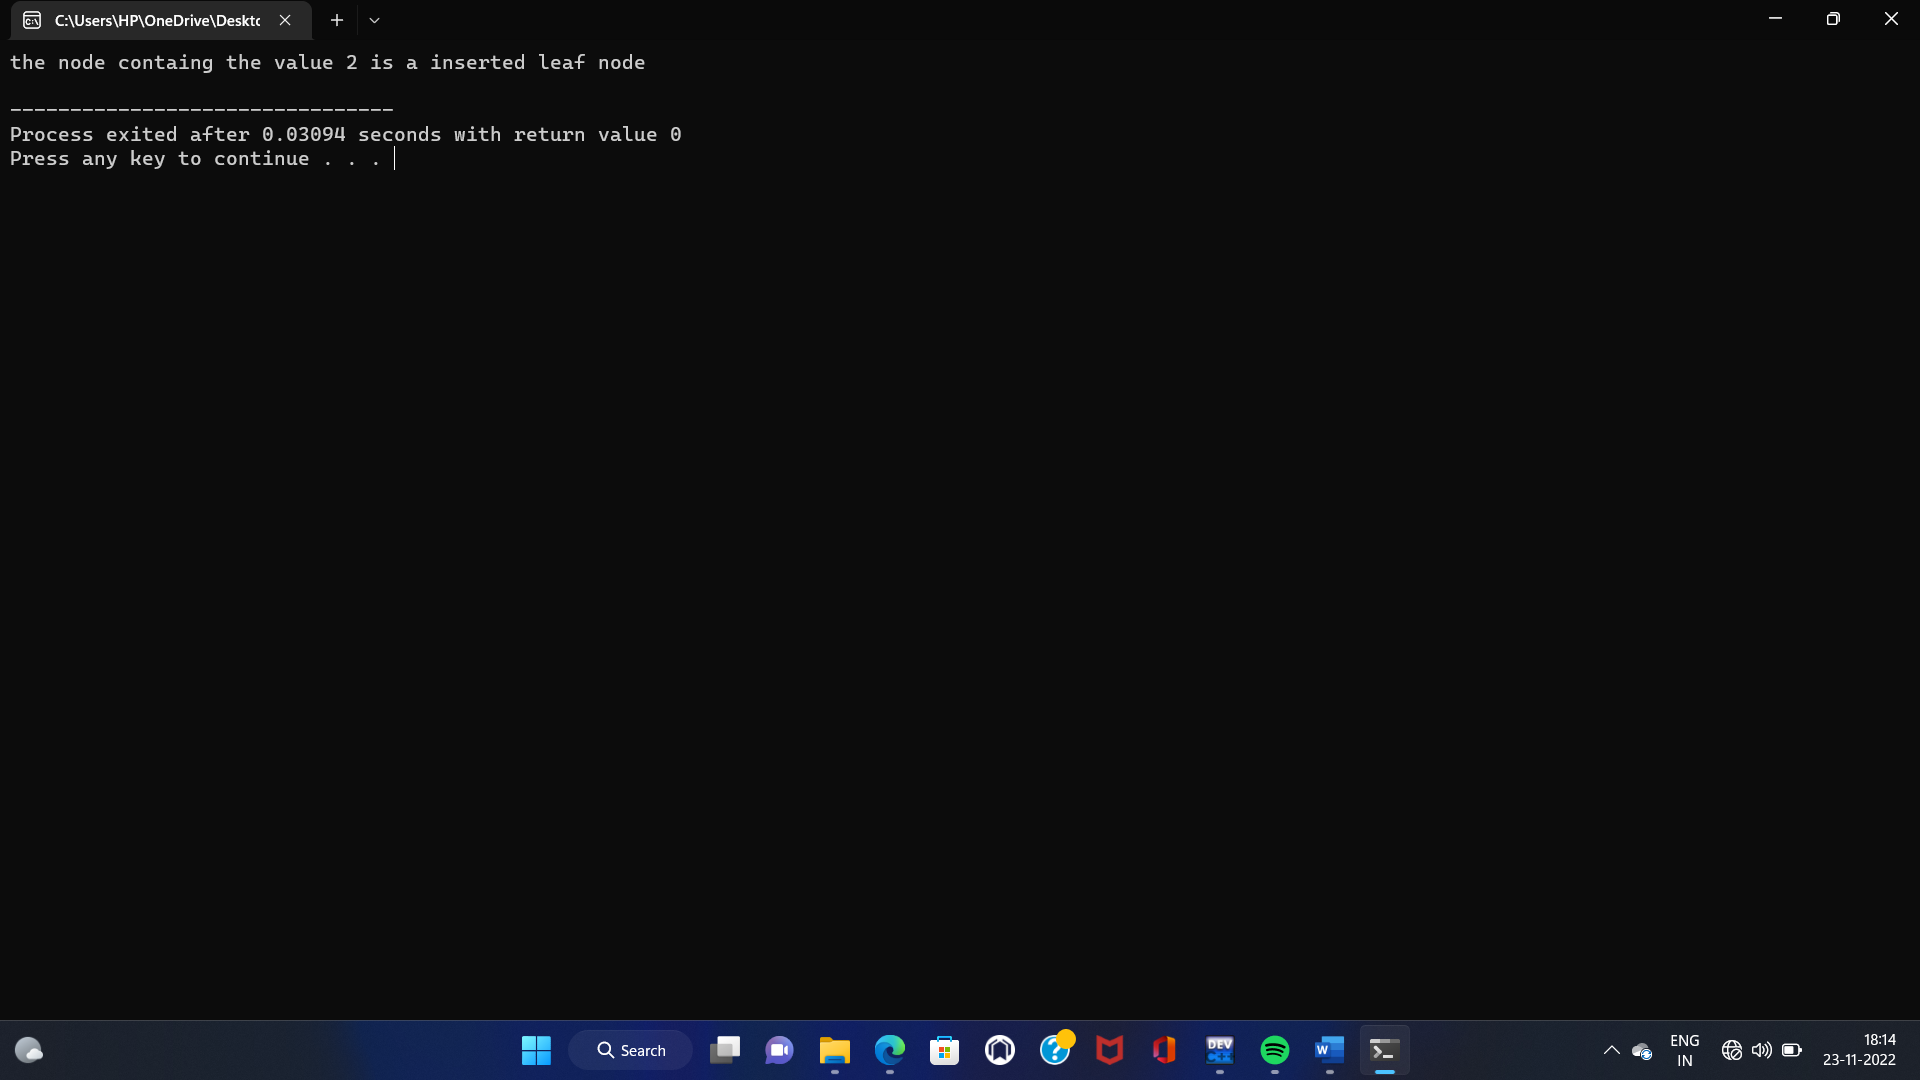 C:\Users\HP\OneDrive\Deskto
the node containg the value 2 is a inserted leaf node
--------------------------------
Process exited after 0.03094 seconds with return value 0
Press any key to continue . . .
Search
DEV
C++
W
ENG
IN
18:14
23-11-2022